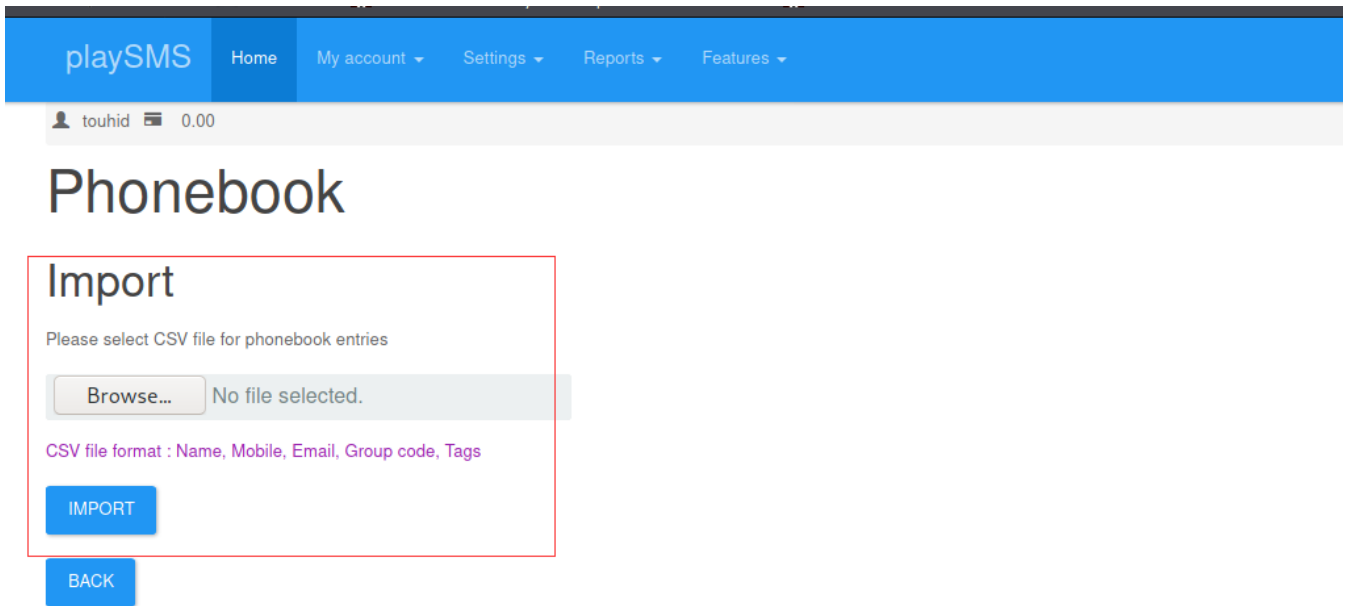 playSMS Home My account Settings Reports Features
touhid 0.00
Phonebook
Import
Please select CSV file for phonebook entries
Browse... No file selected.
CSV file format : Name, Mobile, Email, Group code, Tags
IMPORT
BACK